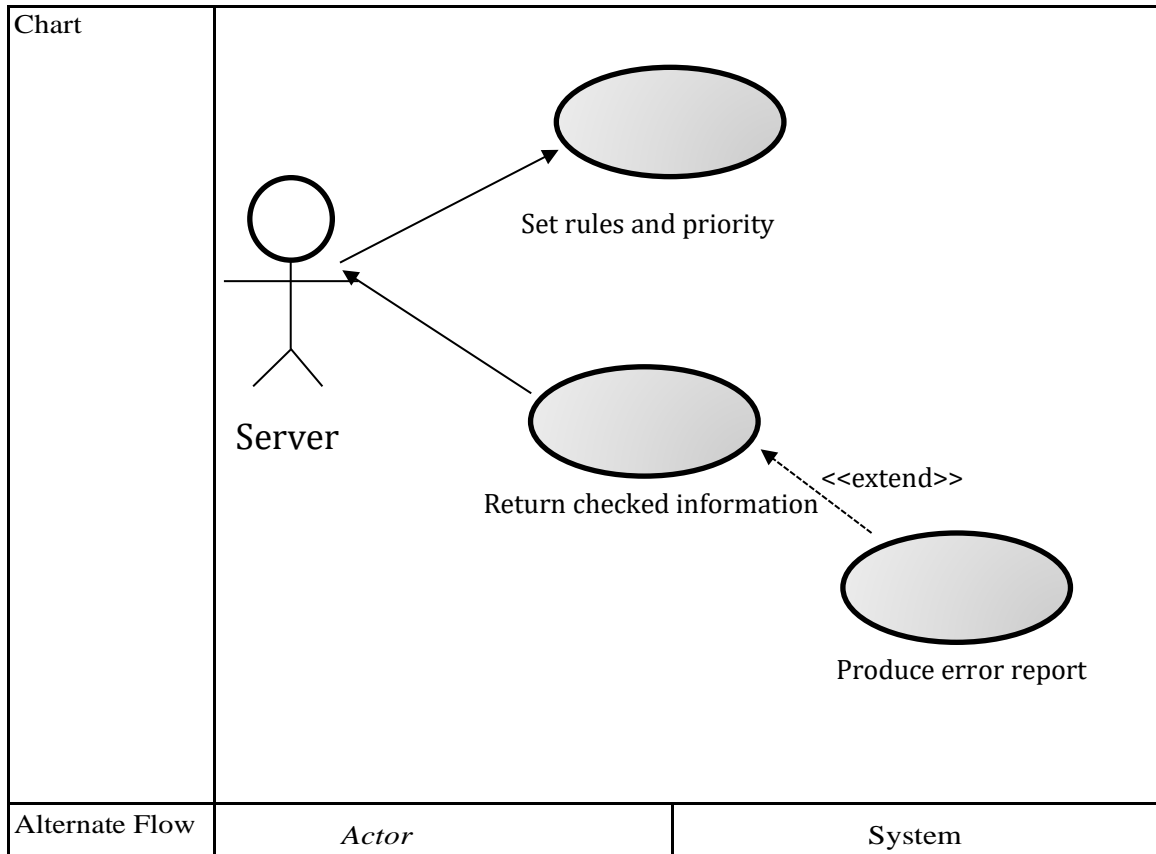 Chart
Set rules and priority
Server
<<extend>>
Return checked information
Produce error report
Alternate Flow
Actor
System